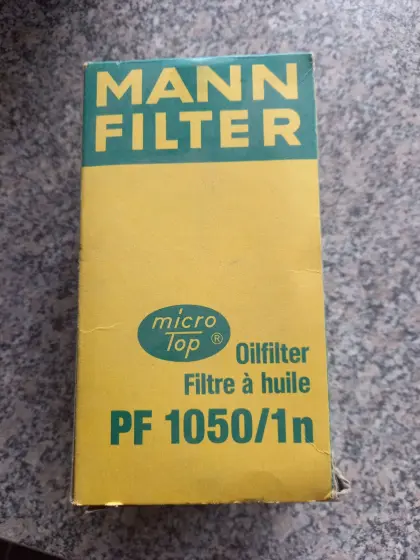 MANN
FILTER
micro
Top ®
Oilfilter
Filtre à huile
PF 1050/1n